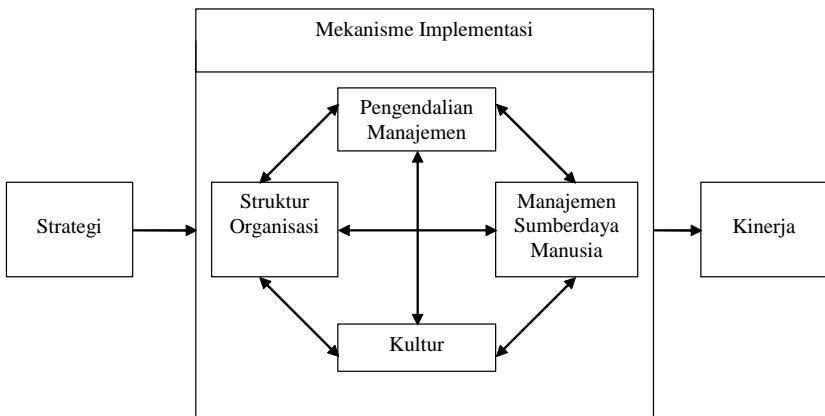 Mekanisme Implementasi
Pengendalian
Manajemen
Strategi
Struktur
Organisasi
Manajemen
Sumberdaya
Manusia
Kinerja
Kultur